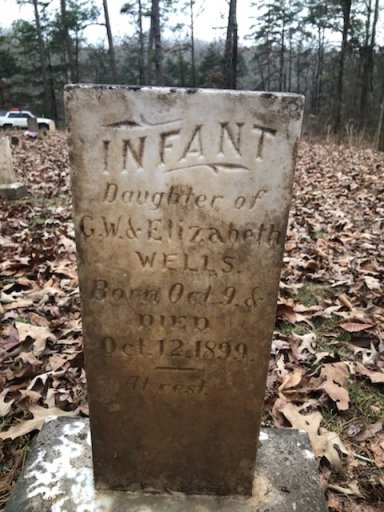 INFANT
Daughter of
G.W. & Elizabeth
WELLS.
Born Oct. 9, &
DIED
Oct. 12, 1899.
At rest.